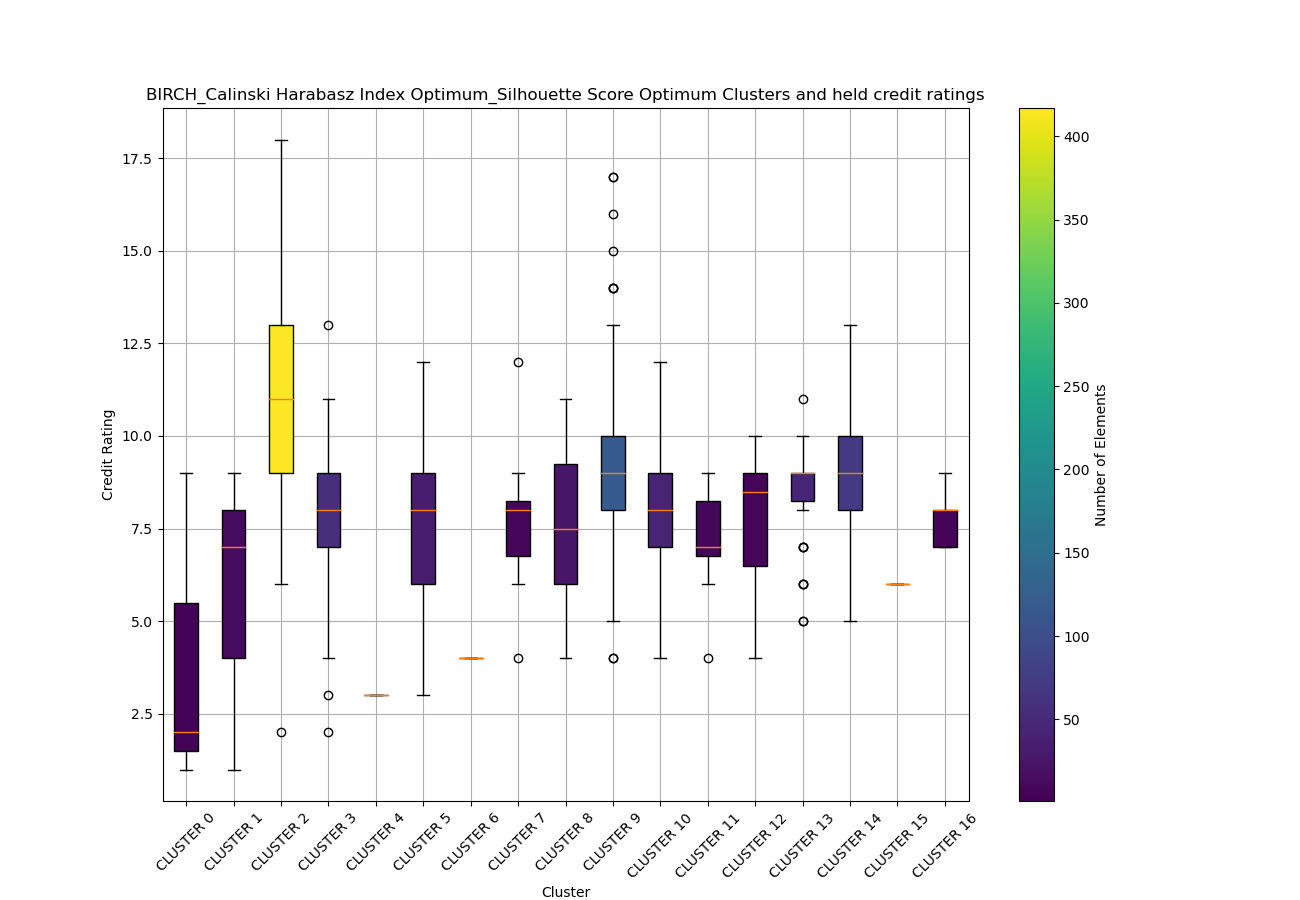 BIRCH_Calinski Harabasz Index Optimum_Silhouette Score Optimum Clusters and held credit ratings
17.5
15.0
12.5
10.0
7.5
5.0
2.5
Credit Rating
CLUSTER 0
CLUSTER 1
CLUSTER 2
CLUSTER 3
CLUSTER 4
CLUSTER 5
CLUSTER 6
CLUSTER 7
CLUSTER 8
CLUSTER 9
CLUSTER 10
CLUSTER 11
CLUSTER 12
CLUSTER 13
CLUSTER 14
CLUSTER 15
CLUSTER 16
Cluster
400
350
300
250
200
150
100
50
Number of Elements